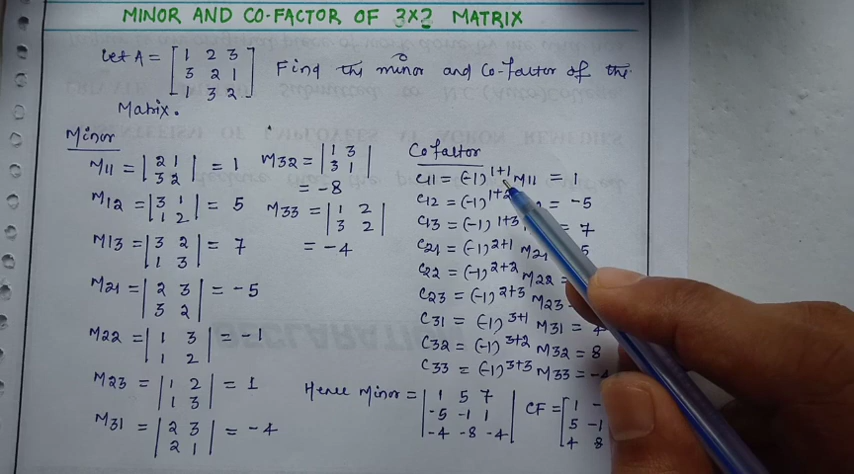 MINOR AND CO-FACTOR OF 3×3 MATRIX
Let A = [1 2 3
3 2 1
1 3 2] Find the minor and Co-factor of the
Matrix.
Minor
M11 = |2 1
3 2| = 1
M12 = |3 1
1 2| = 5
M13 = |3 2
1 3| = 7
M21 = |2 3
3 2| = -5
M22 = |1 3
1 2| = -1
M23 = |1 2
1 3| = 1
M31 = |2 3
2 1| = -4
M32 = |1 3
3 1|
= -8
M33 = |1 2
3 2|
= -4
Cofactor
C11 = (-1)^1+1 M11 = 1
C12 = (-1)^1+2 = -5
C13 = (-1)^1+3 = 7
C21 = (-1)^2+1 M21 5
C22 = (-1)^2+2 M22 =
C23 = (-1)^2+3 M23
C31 = (-1)^3+1 M31 = 4
C32 = (-1)^3+2 M32 = 8
C33 = (-1)^3+3 M33 = -4
Hence Minor = |1 5 7
-5 -1 1
-4 -8 -4|
CF = [1 -
5 -1
4 8